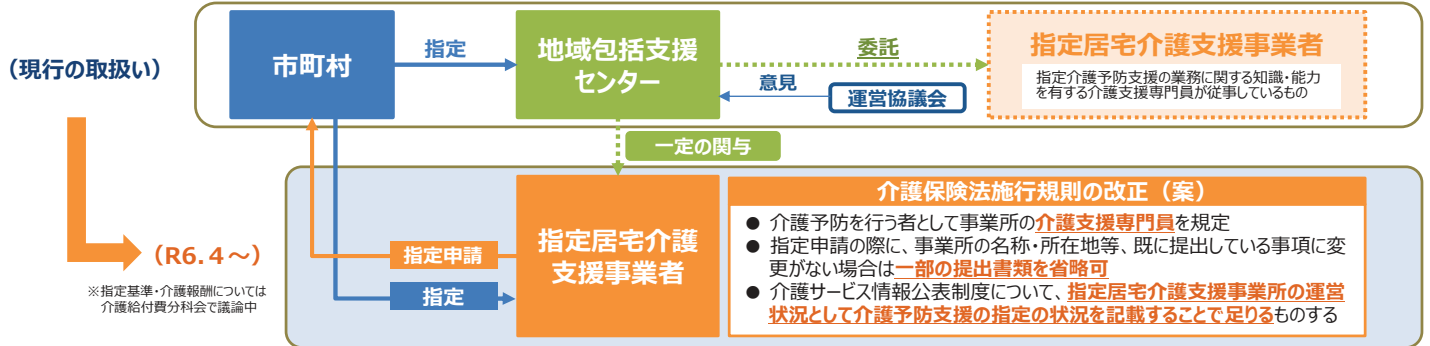 （現行の取扱い）
市町村
指定
地域包括支援
センター
委託
意見
運営協議会
指定居宅介護支援事業者
指定介護予防支援の業務に関する知識・能力
を有する介護支援専門員が従事しているもの
一定の関与
（R6.4～）
※指定基準・介護報酬については
介護給付費分科会で議論中
指定申請
指定
指定居宅介護
支援事業者
介護保険法施行規則の改正（案）
● 介護予防を行う者として事業所の介護支援専門員を規定
● 指定申請の際に、事業所の名称・所在地等、既に提出している事項に変
更がない場合は一部の提出書類を省略可
● 介護サービス情報公表制度について、指定居宅介護支援事業所の運営
状況として介護予防支援の指定の状況を記載することで足りるものする